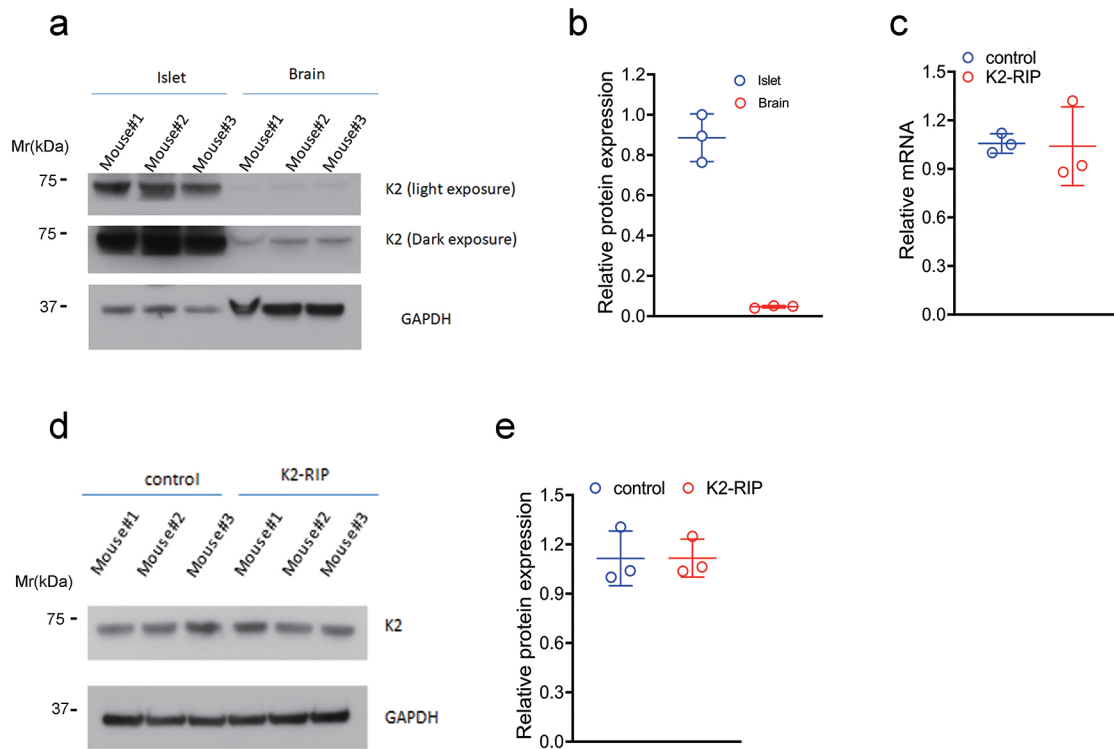 a
Islet
Brain
Mouse#1
Mouse#2
Mouse#3
Mouse#1
Mouse#2
Mouse#3
Mr(kDa)
75
K2 (light exposure)
75
K2 (Dark exposure)
37
GAPDH
b
Relative protein expression
1.2
1.0
0.8
0.6
0.4
0.2
0.0
Islet
Brain
c
control
K2-RIP
Relative mRNA
1.5
1.2
0.9
0.6
0.3
0.0
d
control
K2-RIP
Mouse#1
Mouse#2
Mouse#3
Mouse#1
Mouse#2
Mouse#3
Mr(kDa)
75
K2
37
GAPDH
e
control
K2-RIP
Relative protein expression
1.5
1.2
0.9
0.6
0.3
0.0